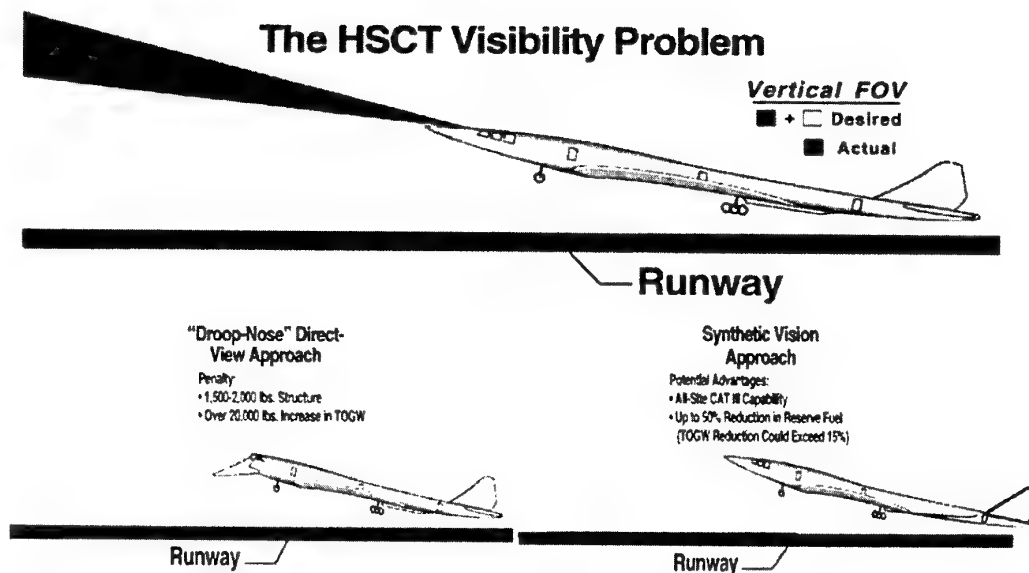 The HSCT Visibility Problem
Vertical FOV
+ Desired
Actual
Runway
"Droop-Nose" Direct-
View Approach
Penalty
• 1,500-2,000 lbs. Structure
• Over 20,000 lbs. Increase in TOGW
Runway
Synthetic Vision
Approach
Potential Advantages:
• All-Site CAT III Capability
• Up to 50% Reduction in Reserve Fuel
(TOGW Reduction Could Exceed 15%)
Runway